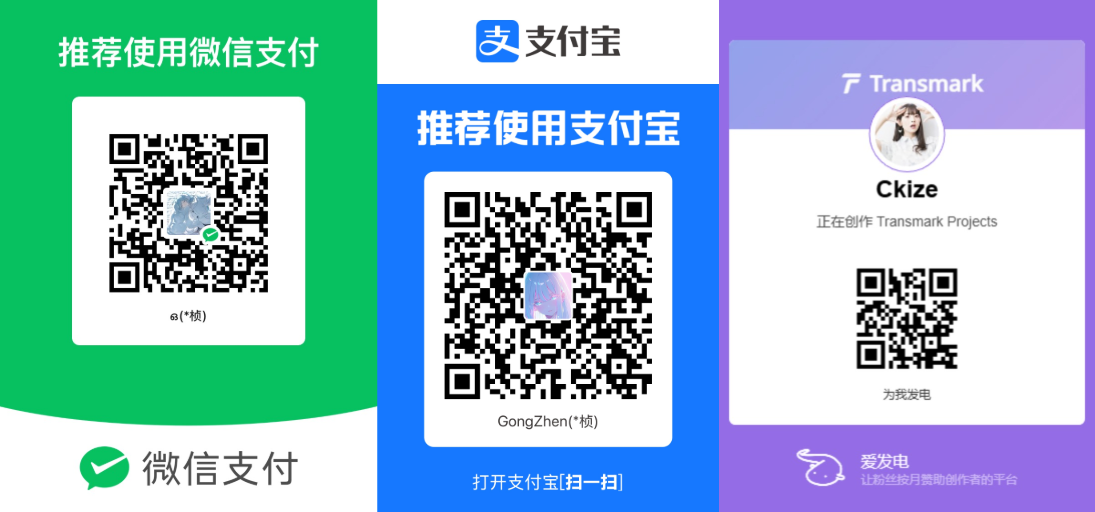 推荐使用微信支付
ໍଓ(*桢)
微信支付
支付宝
推荐使用支付宝
GongZhen(*桢)
打开支付宝[扫一扫]
Transmark
Ckize
正在创作 Transmark Projects
为我发电
爱发电
让粉丝按月赞助创作者的平台